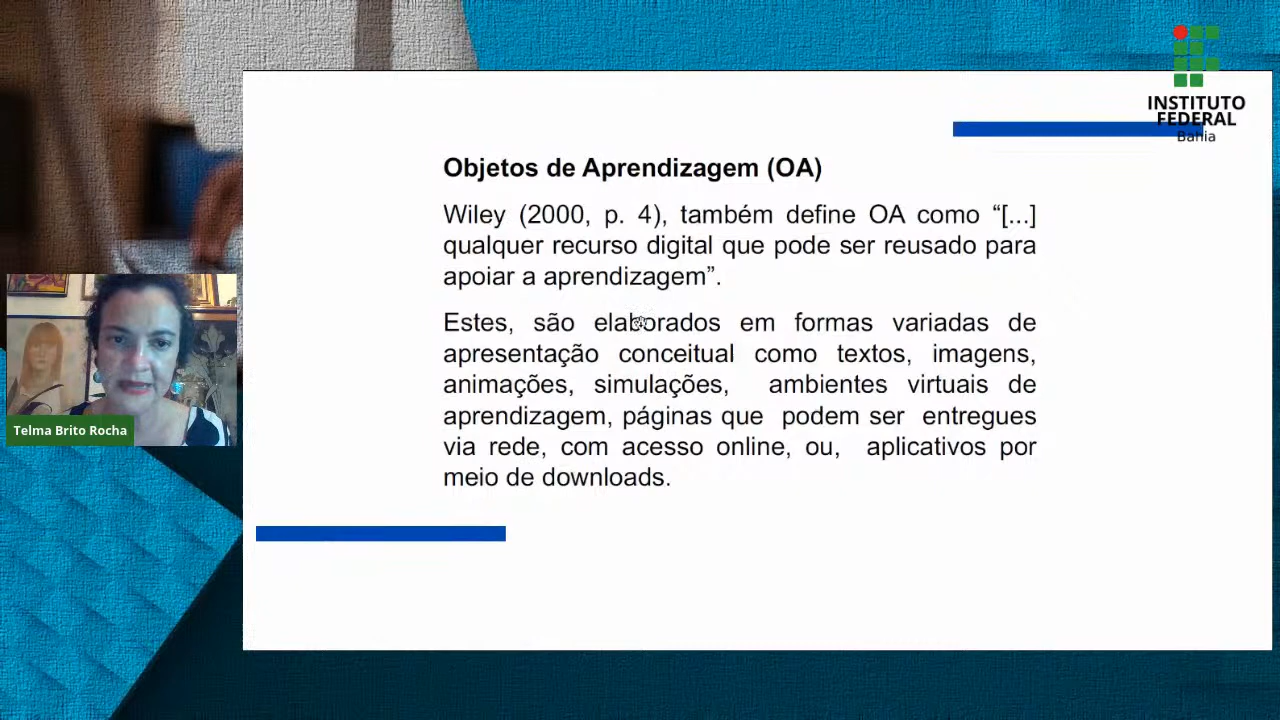 INSTITUTO
FEDERAL
Bahia
Objetos de Aprendizagem (OA)
Wiley (2000, p. 4), também define OA como “[...]
qualquer recurso digital que pode ser reusado para
apoiar a aprendizagem”.
Estes, são elaborados em formas variadas de
apresentação conceitual como textos, imagens,
animações, simulações, ambientes virtuais de
aprendizagem, páginas que podem ser entregues
via rede, com acesso online, ou, aplicativos por
meio de downloads.
Telma Brito Rocha